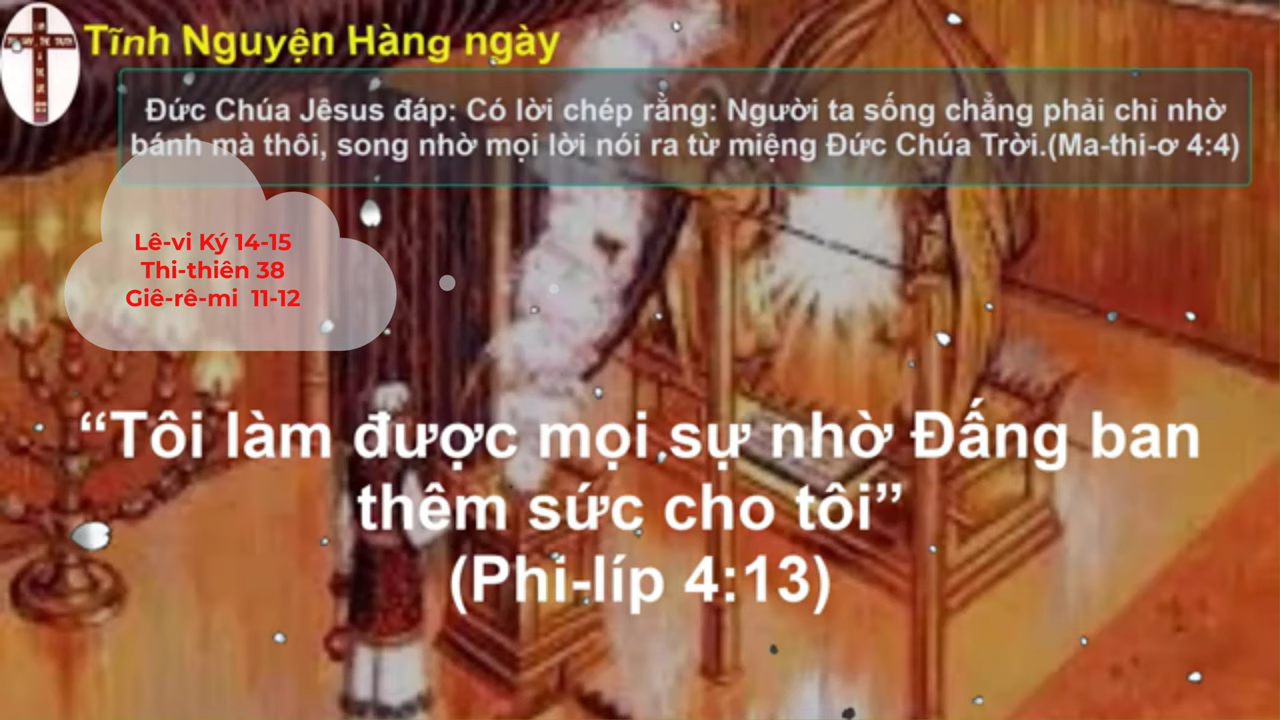 Tĩnh Nguyện Hàng ngày
Đức Chúa Jêsus đáp: Có lời chép rằng: Người ta sống chẳng phải chỉ nhờ
bánh mà thôi, song nhờ mọi lời nói ra từ miệng Đức Chúa Trời.(Ma-thi-ơ 4:4)
Lê-vi Ký 14-15
Thi-thiên 38
Giê-rê-mi 11-12
“Tôi làm được mọi sự nhờ Đấng ban
thêm sức cho tôi”
(Phi-líp 4:13)